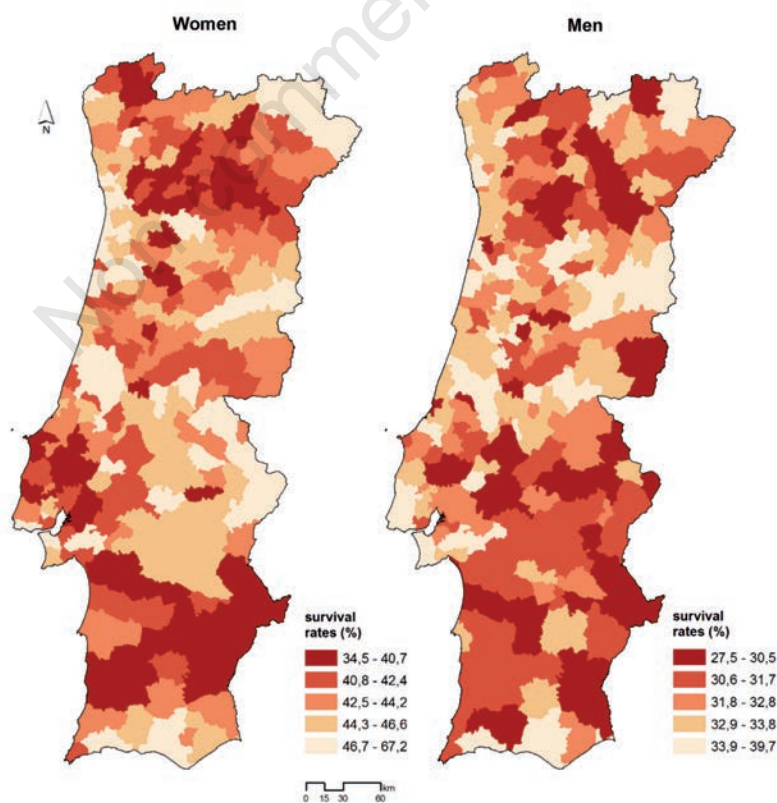 Women
Men
N
Non commer
survival
rates (%)
34,5 - 40,7
40,8 - 42,4
42,5 - 44,2
44,3 - 46,6
46,7 - 67,2
survival
rates (%)
27,5 - 30,5
30,6 - 31,7
31,8 - 32,8
32,9 - 33,8
33,9 - 39,7
km
0 15 30 60